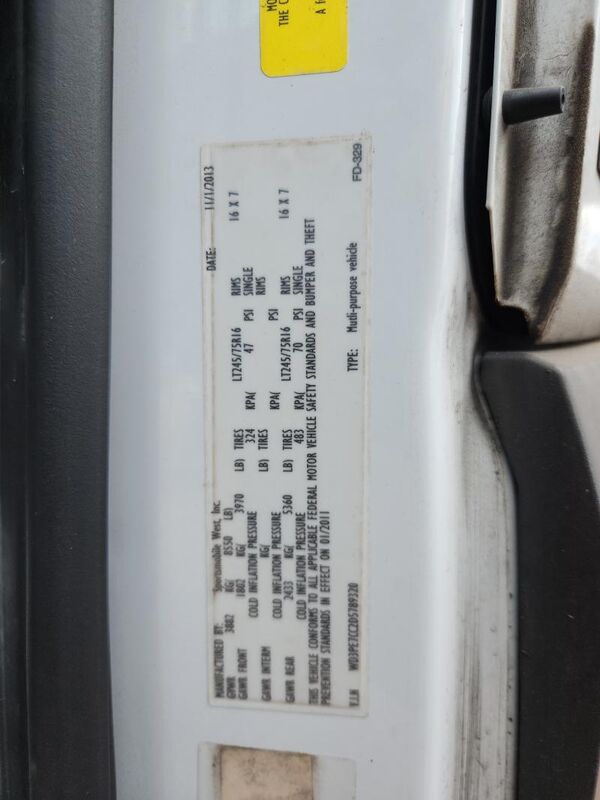 MO
THE C
A f
MANUFACTURED BY: Sportsmobile West, Inc. DATE: 11/1/2013
GVWR 3882 KG( 8550 LB)
GAWR FRONT 1802 KG( 3970 LB) TIRES LT245/75R16 RIMS 16 X 7
COLD INFLATION PRESSURE 324 KPA( 47 PSI SINGLE
GAWR INTERM KG( LB) TIRES RIMS
COLD INFLATION PRESSURE KPA( PSI
GAWR REAR 2433 KG( 5360 LB) TIRES LT245/75R16 RIMS 16 X 7
COLD INFLATION PRESSURE 483 KPA( 70 PSI SINGLE
THIS VEHICLE CONFORMS TO ALL APPLICABLE FEDERAL MOTOR VEHICLE SAFETY STANDARDS AND BUMPER AND THEFT
PREVENTION STANDARDS IN EFFECT ON 01/2011
V.I.N WD3PE7CC2D5789320 TYPE: Mutli-purpose vehicle
FD-329